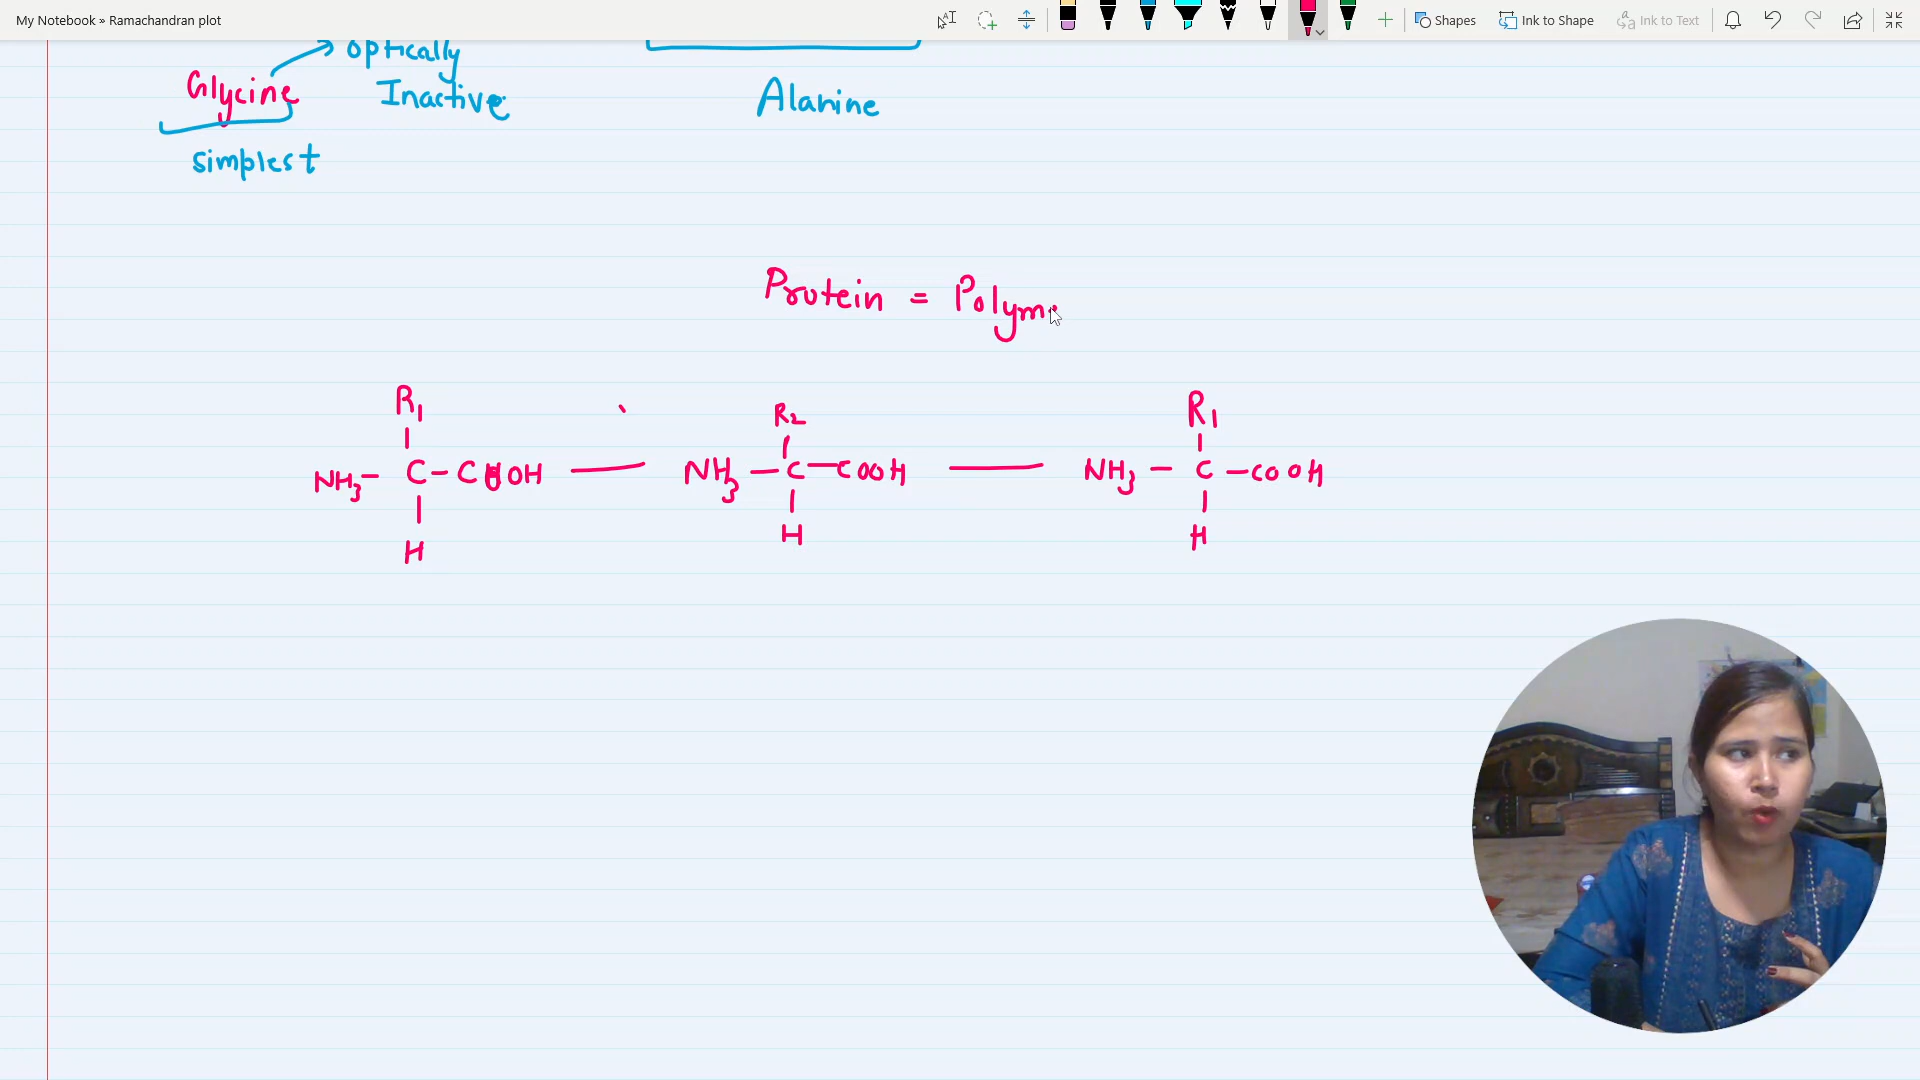 My Notebook » Ramachandran plot
Shapes
Ink to Shape
Ink to Text
optically
Inactive
Glycine
simplest
Alanine
Protein = Polym
R1
R2
R1
NH3 – C – COOH — NH3 – C – COOH — NH3 – C – COOH
H
H
H